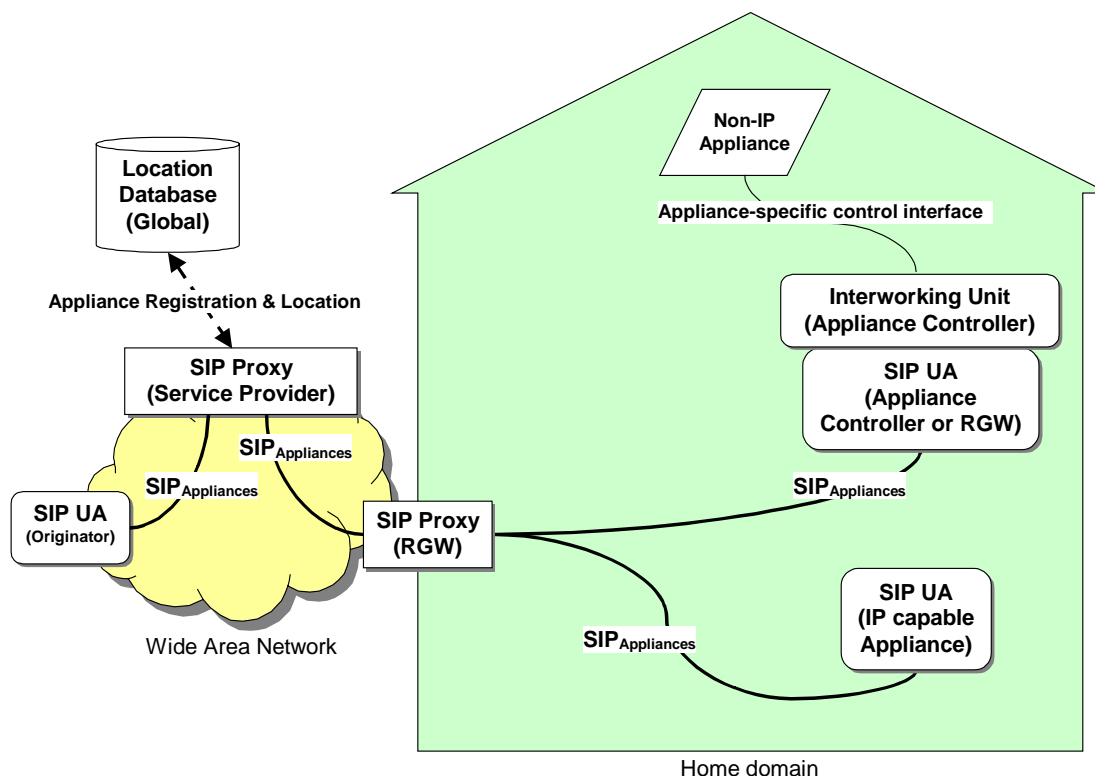 Non-IP
Appliance
Location
Database
(Global)
Appliance-specific control interface
Appliance Registration & Location
Interworking Unit
(Appliance Controller)
SIP Proxy
(Service Provider)
SIP UA
(Appliance
Controller or RGW)
SIPAppliances
SIPAppliances
SIPAppliances
SIP UA
(Originator)
SIP Proxy
(RGW)
SIP UA
(IP capable
Appliance)
SIPAppliances
Wide Area Network
Home domain